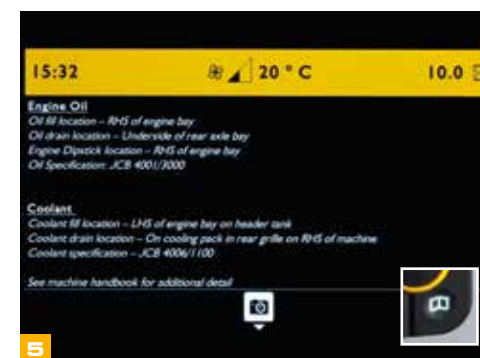 15:32 20 ° C 10.0
Engine Oil
Oil fill location – RHS of engine bay
Oil drain location – Underside of rear axle bay
Engine Dipstick location – RHS of engine bay
Oil Specification: JCB 4001/3000
Coolant
Coolant fill location – LHS of engine bay on header tank
Coolant drain location – On cooling pack in rear grille on RHS of machine
Coolant specification – JCB 4006/1100
See machine handbook for additional detail
5